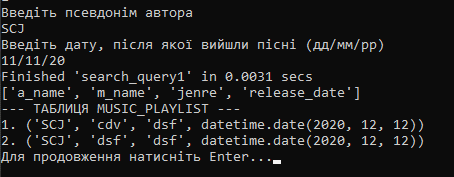 Введіть псевдонім автора
SCJ
Введіть дату, після якої вийшли пісні (дд/мм/рр)
11/11/20
Finished 'search_query1' in 0.0031 secs
['a_name', 'm_name', 'jenre', 'release_date']
--- ТАБЛИЦЯ MUSIC_PLAYLIST ---
1. ('SCJ', 'cdv', 'dsf', datetime.date(2020, 12, 12))
2. ('SCJ', 'dsf', 'dsf', datetime.date(2020, 12, 12))
Для продовження натисніть Enter...